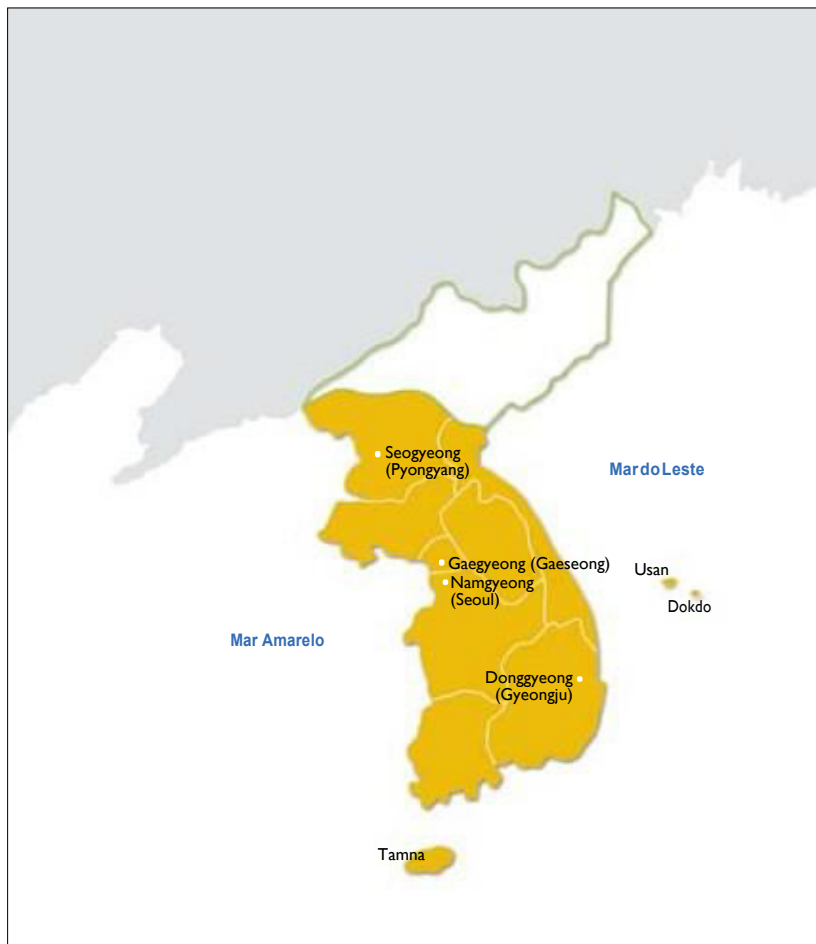 Seogyeong
(Pyongyang)
Mar do Leste
Gaegyeong (Gaeseong)
Usan
Namgyeong
(Seoul)
Dokdo
Mar Amarelo
Donggyeong
(Gyeongju)
Tamna